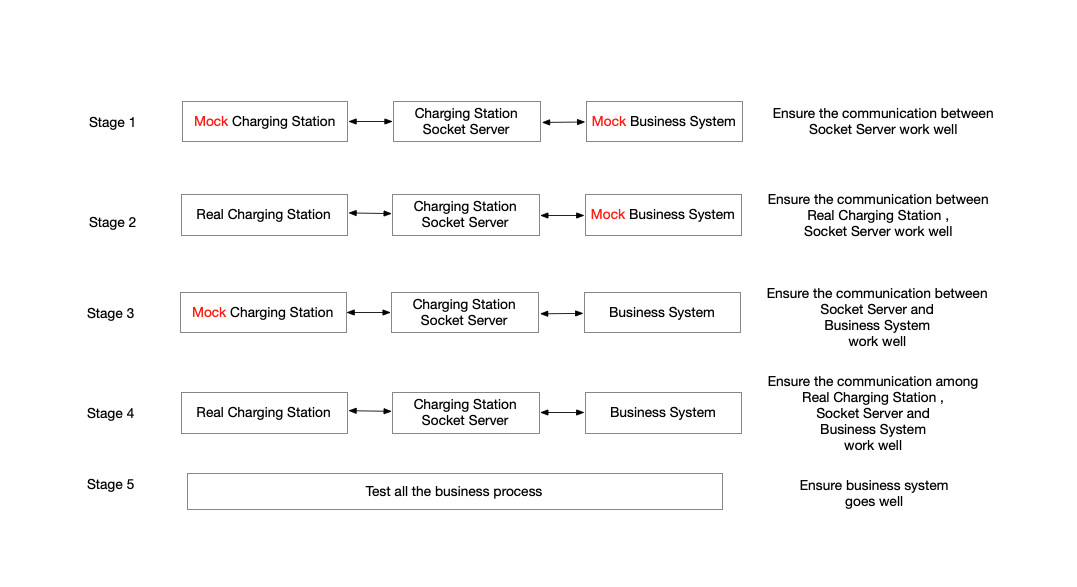 Stage 1
Mock Charging Station
Charging Station
Socket Server
Mock Business System
Ensure the communication between
Socket Server work well
Stage 2
Real Charging Station
Charging Station
Socket Server
Mock Business System
Ensure the communication between
Real Charging Station ,
Socket Server work well
Stage 3
Mock Charging Station
Charging Station
Socket Server
Business System
Ensure the communication between
Socket Server and
Business System
work well
Stage 4
Real Charging Station
Charging Station
Socket Server
Business System
Ensure the communication among
Real Charging Station ,
Socket Server and
Business System
work well
Stage 5
Test all the business process
Ensure business system
goes well